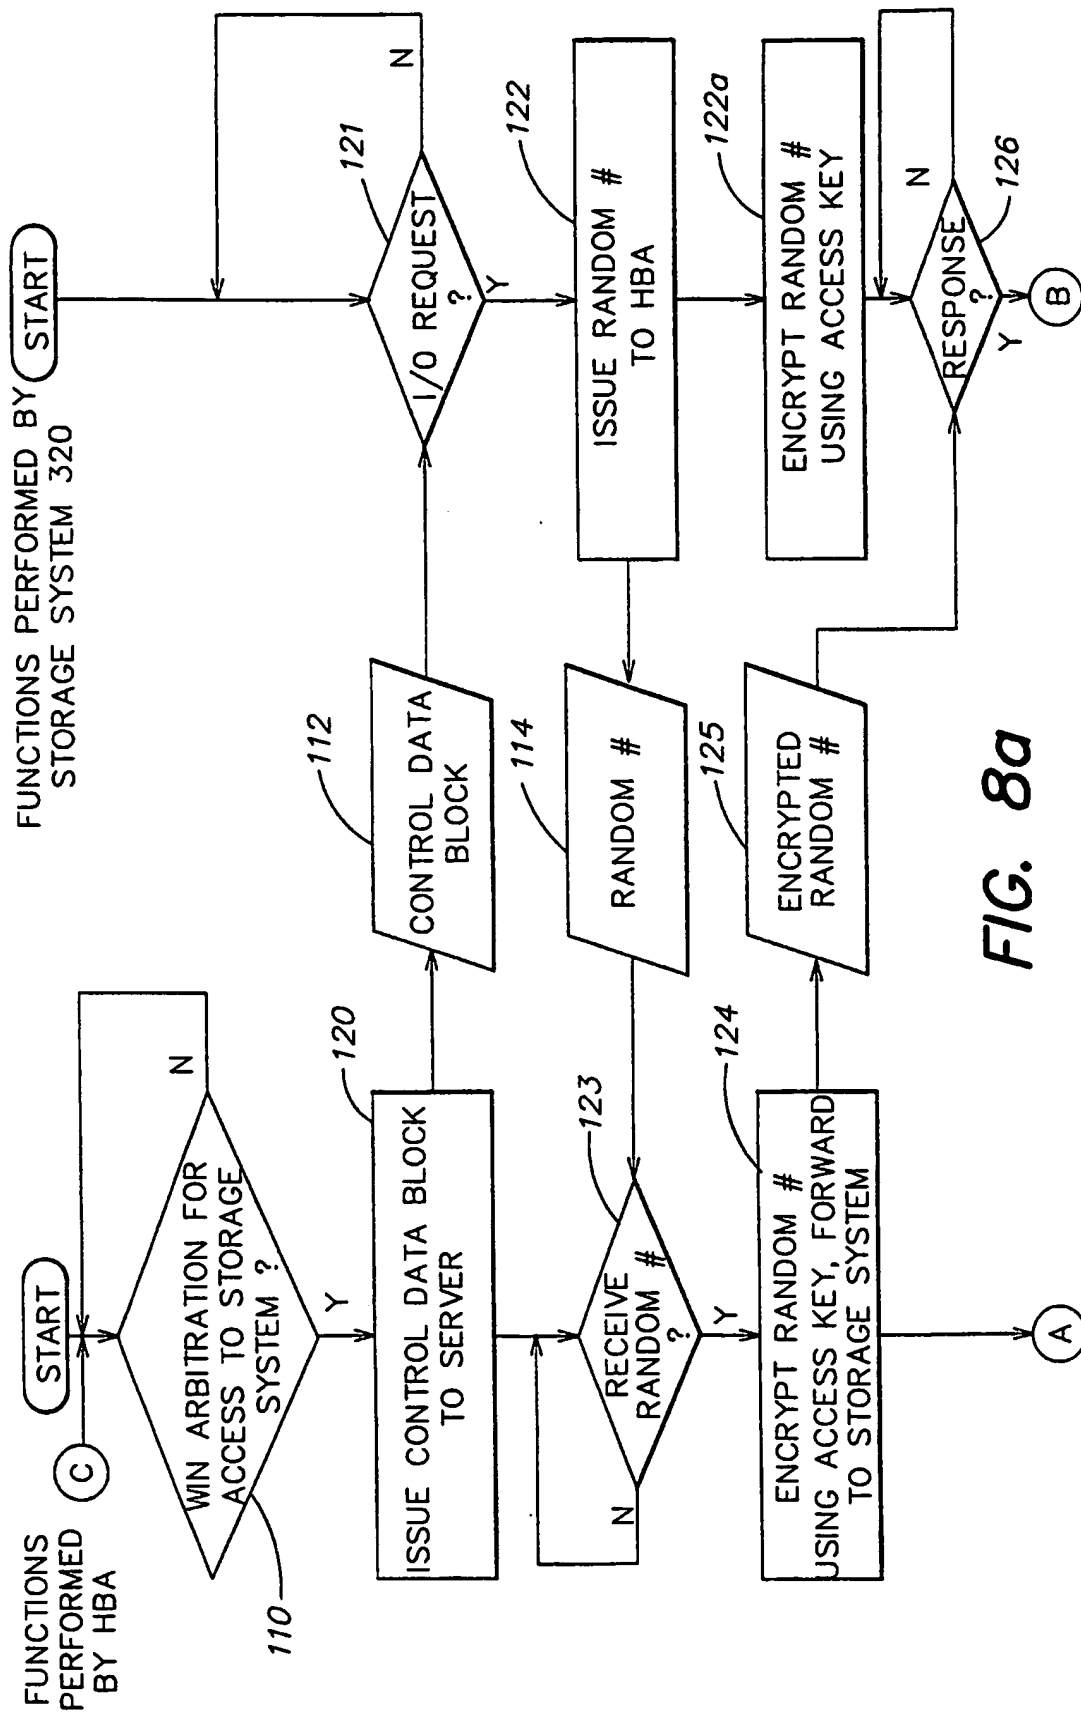 FUNCTIONS
PERFORMED
BY HBA
C
START
WIN ARBITRATION FOR
ACCESS TO STORAGE
SYSTEM ?
110
N
Y
ISSUE CONTROL DATA BLOCK
TO SERVER
120
RECEIVE
RANDOM #
?
123
N
Y
ENCRYPT RANDOM #
USING ACCESS KEY, FORWARD
TO STORAGE SYSTEM
124
A
CONTROL DATA
BLOCK
112
RANDOM #
114
ENCRYPTED
RANDOM #
125
FUNCTIONS PERFORMED BY
STORAGE SYSTEM 320
START
I/O REQUEST
?
121
N
Y
ISSUE RANDOM #
TO HBA
122
ENCRYPT RANDOM #
USING ACCESS KEY
122a
RESPONSE
?
126
N
Y
B
FIG. 8a